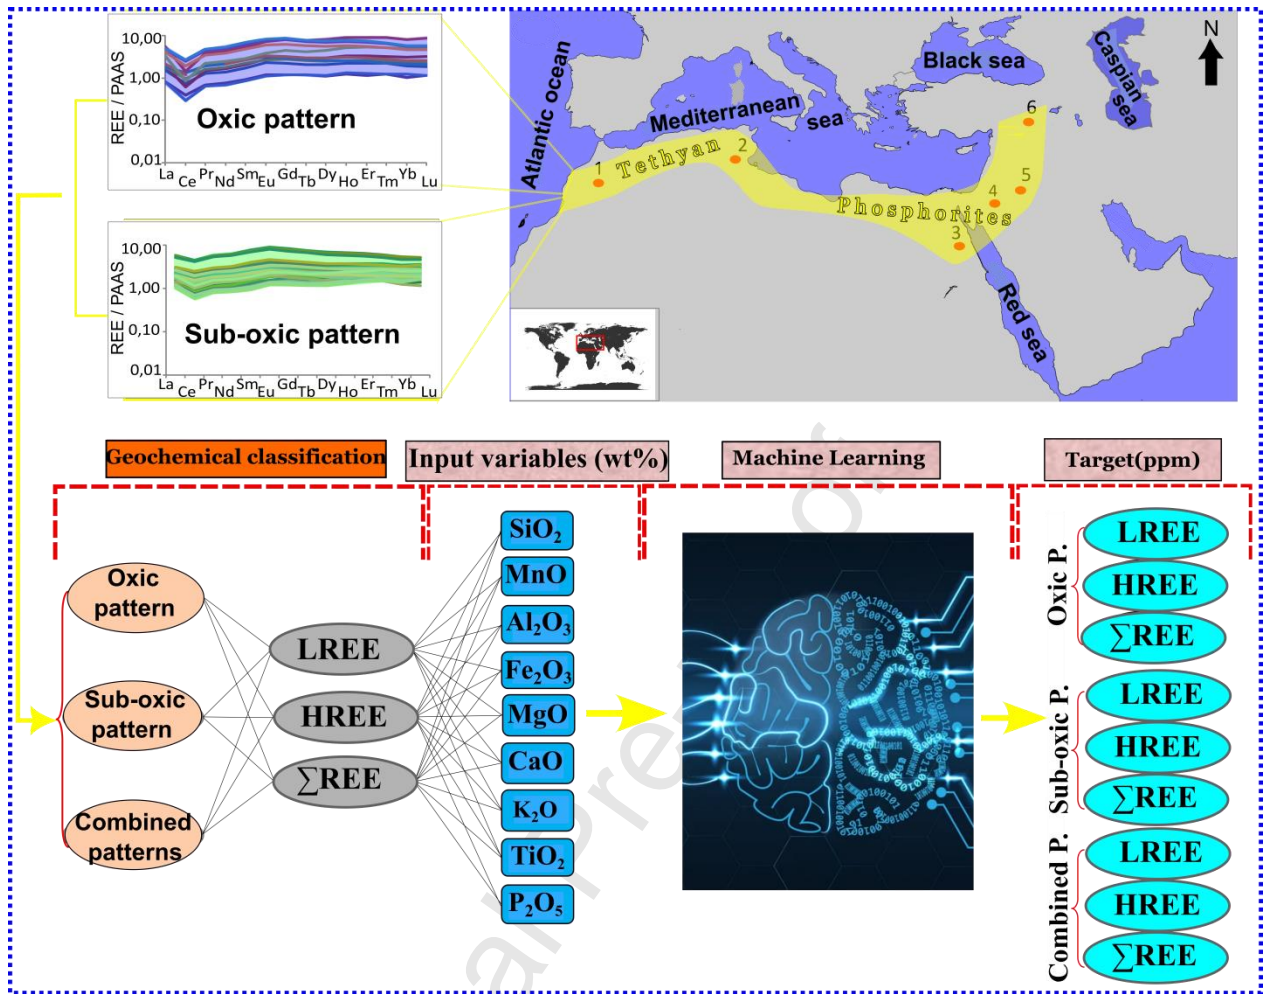 10,00
1,00
0,10
0,01
REE / PAAS
Oxic pattern
La Ce Pr Nd Sm Eu Gd Tb Dy Ho Er Tm Yb Lu
10,00
1,00
0,10
0,01
REE / PAAS
Sub-oxic pattern
La Ce Pr Nd Sm Eu Gd Tb Dy Ho Er Tm Yb Lu
Atlantic ocean
Mediterranean
sea
Black sea
Caspian
sea
Red sea
N
Tethyan
Phosphorites
1
2
3
4
5
6
Geochemical classification
Input variables (wt%)
Machine Learning
Target(ppm)
Oxic
pattern
Sub-oxic
pattern
Combined
patterns
LREE
HREE
∑REE
SiO₂
MnO
Al₂O₃
Fe₂O₃
MgO
CaO
K₂O
TiO₂
P₂O₅
Oxic P.
LREE
HREE
∑REE
Sub-oxic P.
LREE
HREE
∑REE
Combined P.
LREE
HREE
∑REE